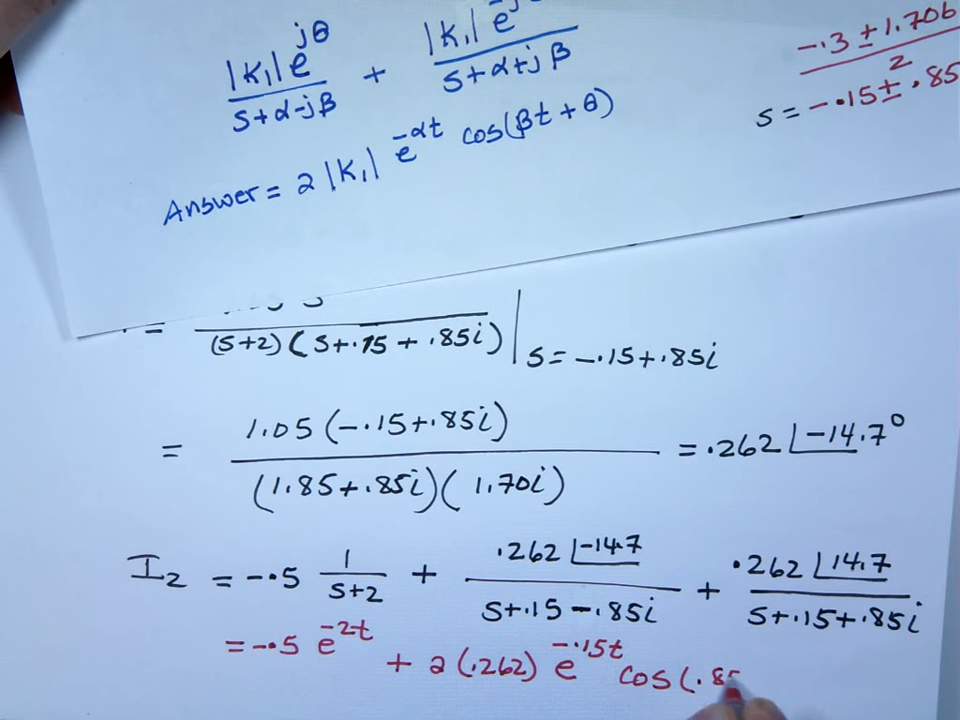 |K₁| e^jθ / (s+α-jβ) + |K₁| e^-j / (s+α+jβ)
Answer = 2 |K₁| e^-αt cos(βt + θ)
-.3 ± 1.706 / 2
s = -.15 ± .85
= / (s+2)(s+.15 + .85i) | s = -.15+.85i
= 1.05(-.15+.85i) / (1.85+.85i)(1.70i) = .262 ∠-14.7°
I₂ = -.5 1/(s+2) + .262 ∠-14.7 / (s+.15 - .85i) + .262 ∠14.7 / (s+.15+.85i)
= -.5 e^-2t + 2(.262) e^-.15t cos(.85